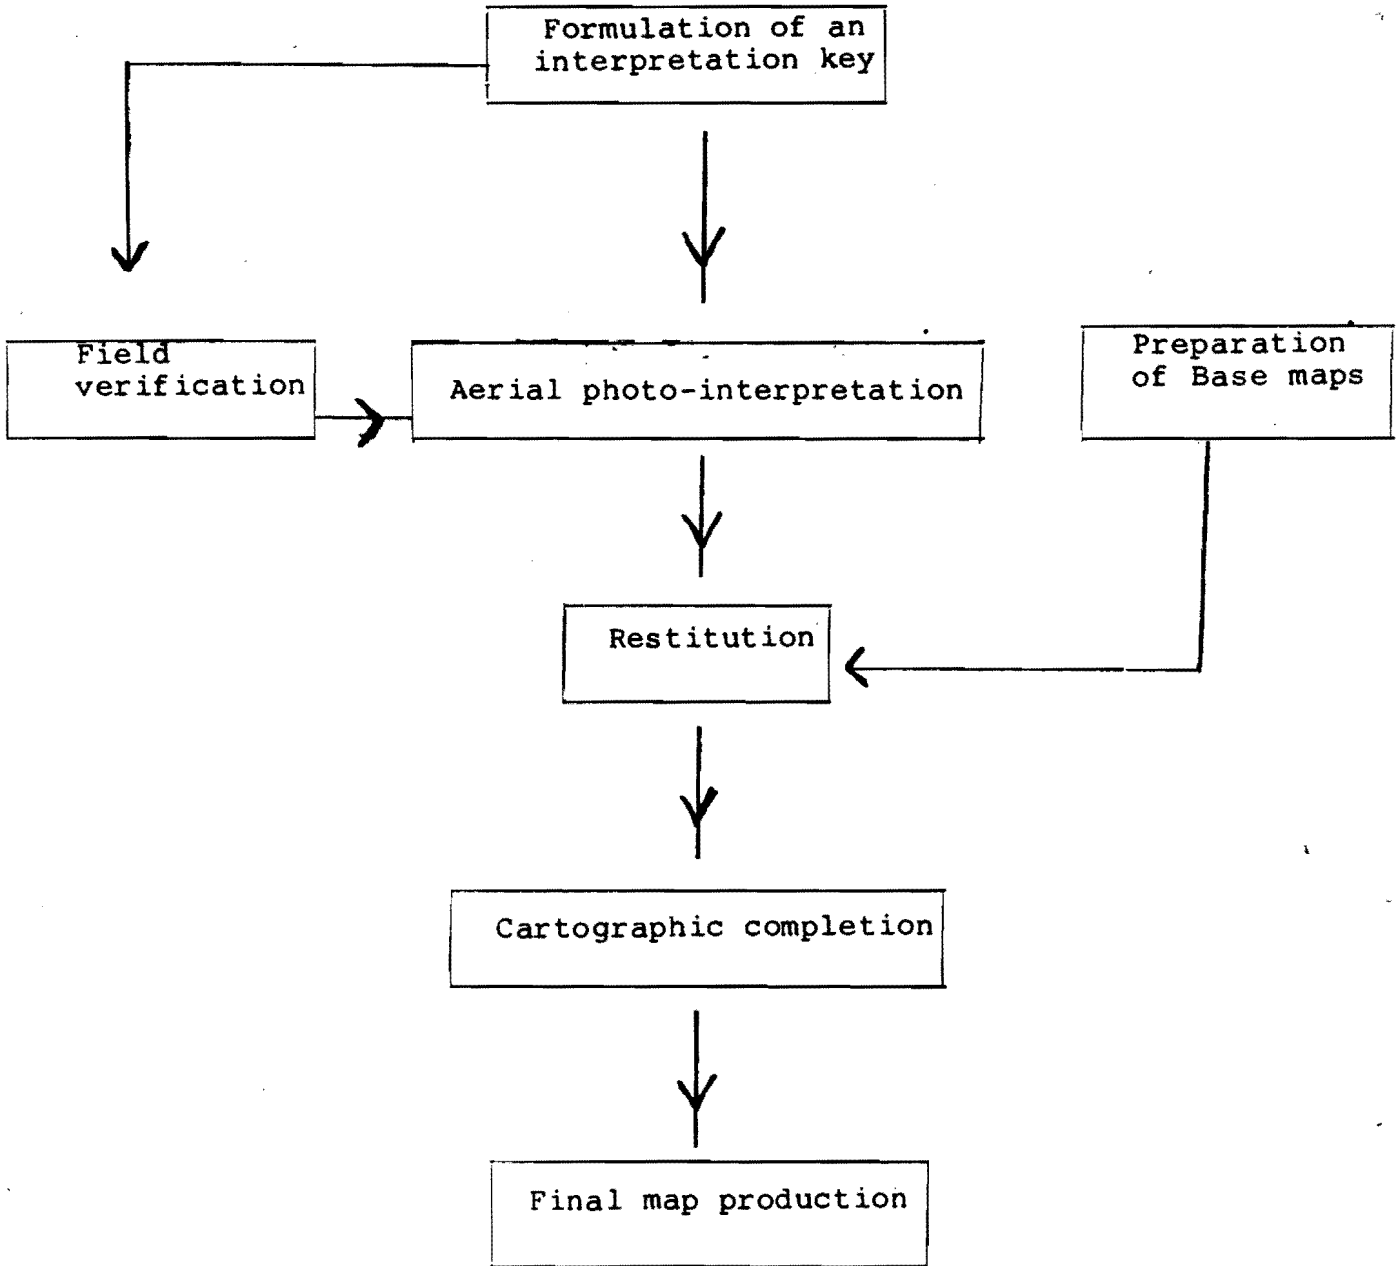 Formulation of an
interpretation key
Field
verification
Aerial photo-interpretation
Preparation
of Base maps
Restitution
Cartographic completion
Final map production